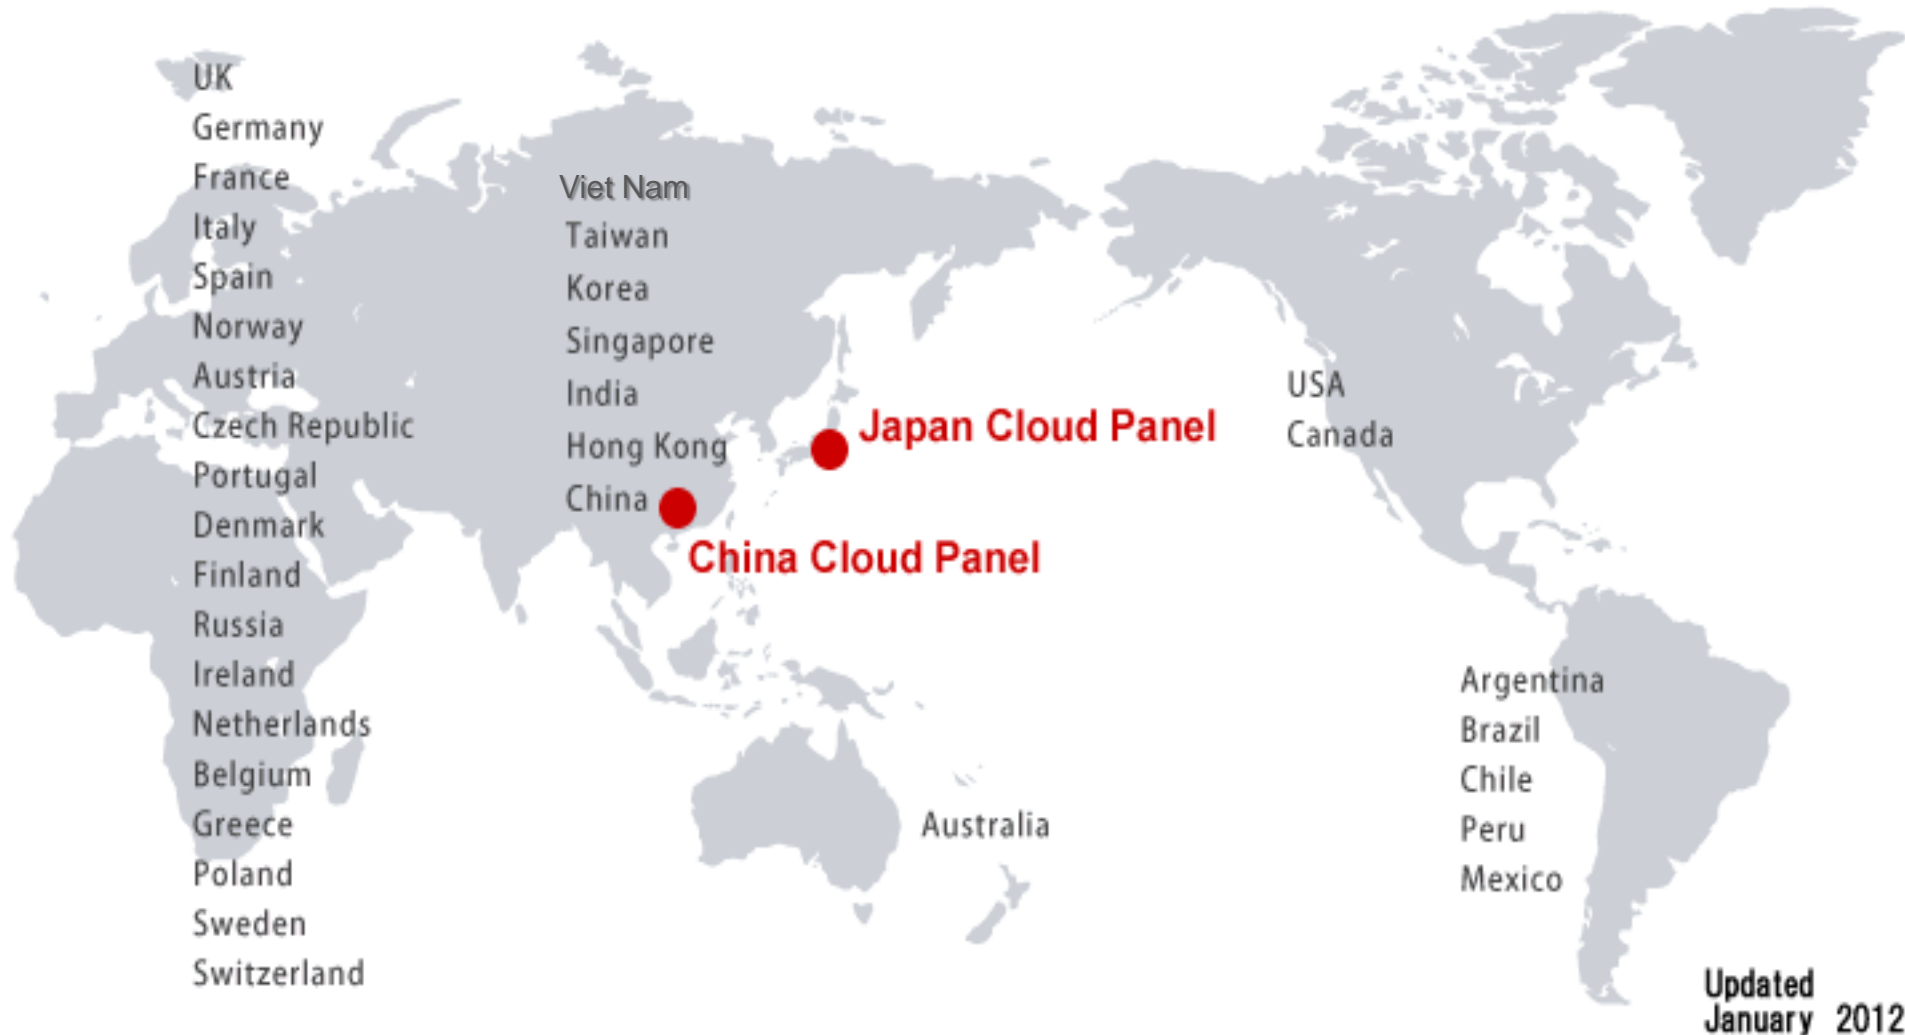 UK
Germany
France
Italy
Spain
Norway
Austria
Czech Republic
Portugal
Denmark
Finland
Russia
Ireland
Netherlands
Belgium
Greece
Poland
Sweden
Switzerland
Viet Nam
Taiwan
Korea
Singapore
India
Hong Kong
China
Japan Cloud Panel
China Cloud Panel
Australia
USA
Canada
Argentina
Brazil
Chile
Peru
Mexico
Updated
January 2012